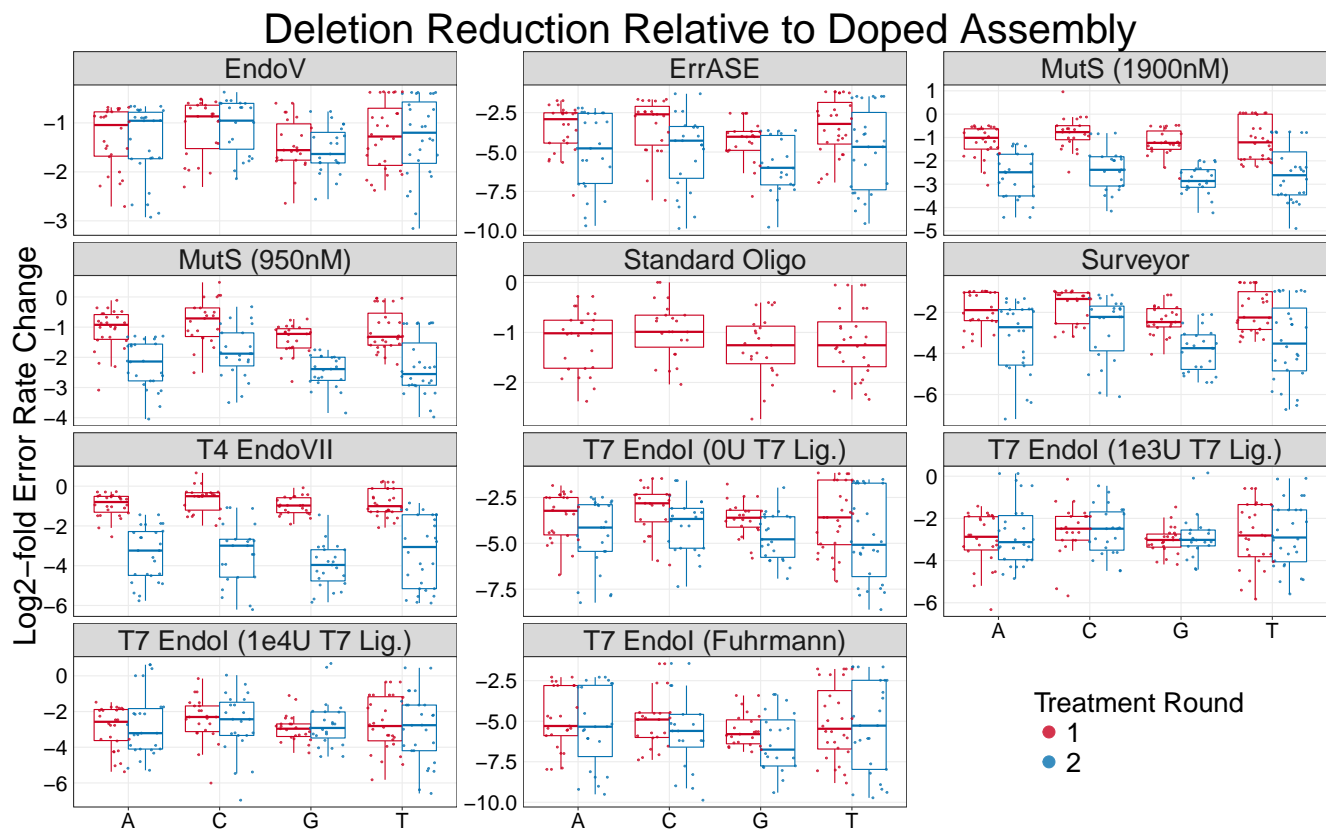 Deletion Reduction Relative to Doped Assembly
Log2−fold Error Rate Change
EndoV
−1
−2
−3
ErrASE
−2.5
−5.0
−7.5
−10.0
MutS (1900nM)
1
0
−1
−2
−3
−4
−5
MutS (950nM)
0
−1
−2
−3
−4
Standard Oligo
0
−1
−2
Surveyor
−2
−4
−6
T4 EndoVII
0
−2
−4
−6
T7 EndoI (0U T7 Lig.)
−2.5
−5.0
−7.5
T7 EndoI (1e3U T7 Lig.)
0
−2
−4
−6
A C G T
T7 EndoI (1e4U T7 Lig.)
0
−2
−4
−6
A C G T
T7 EndoI (Fuhrmann)
−2.5
−5.0
−7.5
−10.0
A C G T
Treatment Round
1
2